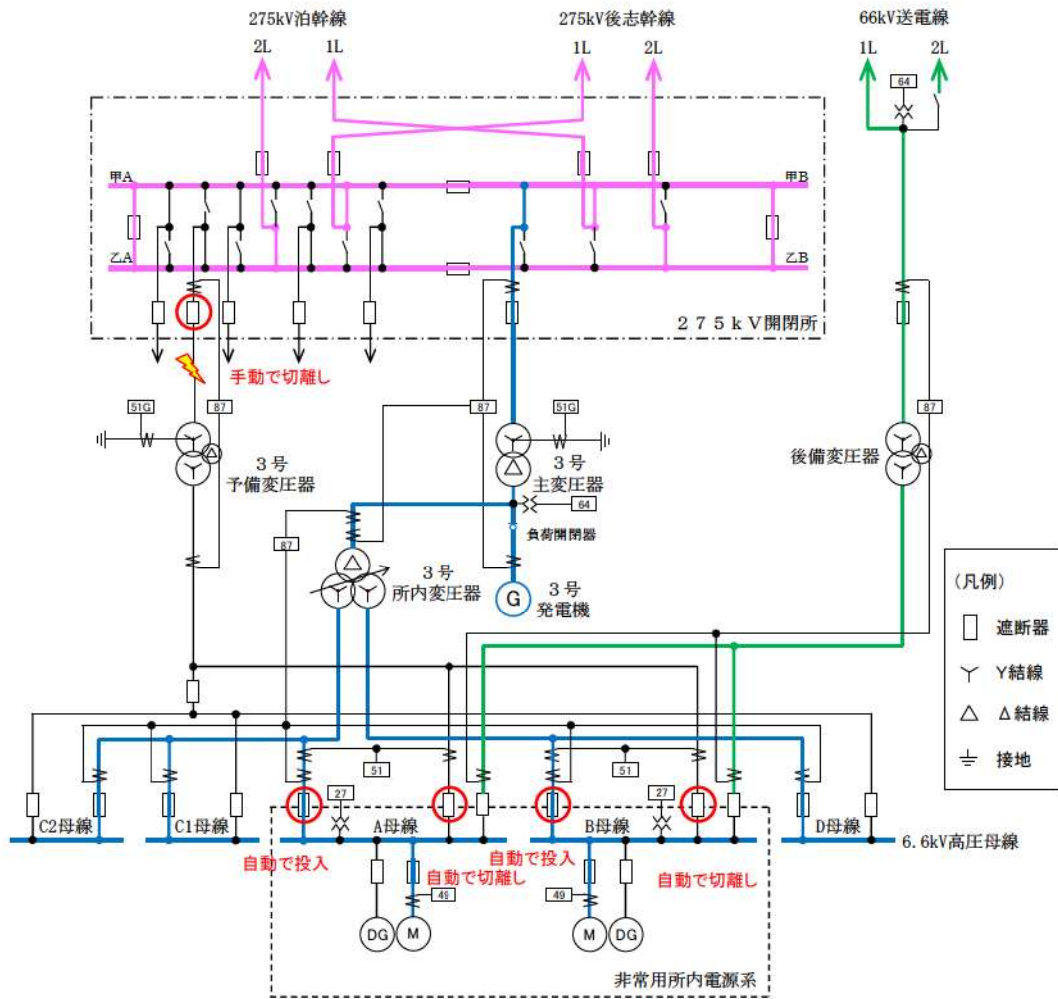 275kV泊幹線
275kV後志幹線
66kV送電線
2L
1L
1L
2L
1L
2L
64
甲A
甲B
乙A
乙B
275kV開閉所
手動で切離し
51G
87
87
51G
87
3号
予備変圧器
3号
主変圧器
後備変圧器
64
負荷開閉器
87
3号
所内変圧器
G
3号
発電機
(凡例)
遮断器
Y結線
Δ結線
接地
51
51
27
27
C2母線
C1母線
A母線
B母線
D母線
6.6kV高圧母線
自動で投入
自動で切離し
自動で投入
自動で切離し
49
49
DG
M
M
DG
非常用所内電源系